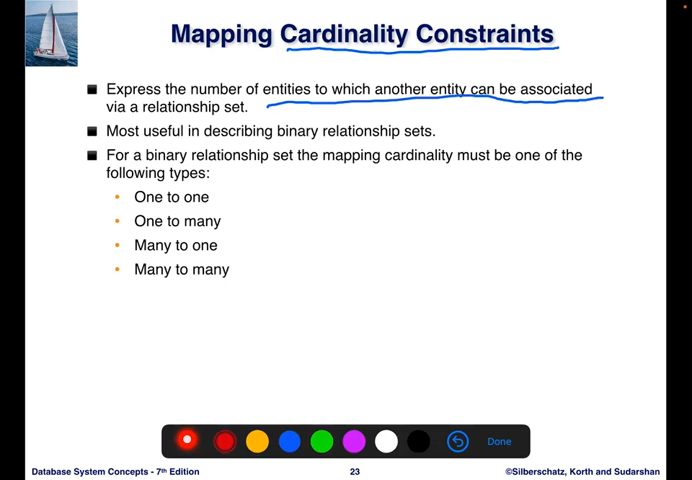 Mapping Cardinality Constraints
Express the number of entities to which another entity can be associated
via a relationship set.
Most useful in describing binary relationship sets.
For a binary relationship set the mapping cardinality must be one of the
following types:
One to one
One to many
Many to one
Many to many
Done
Database System Concepts - 7th Edition
23
©Silberschatz, Korth and Sudarshan